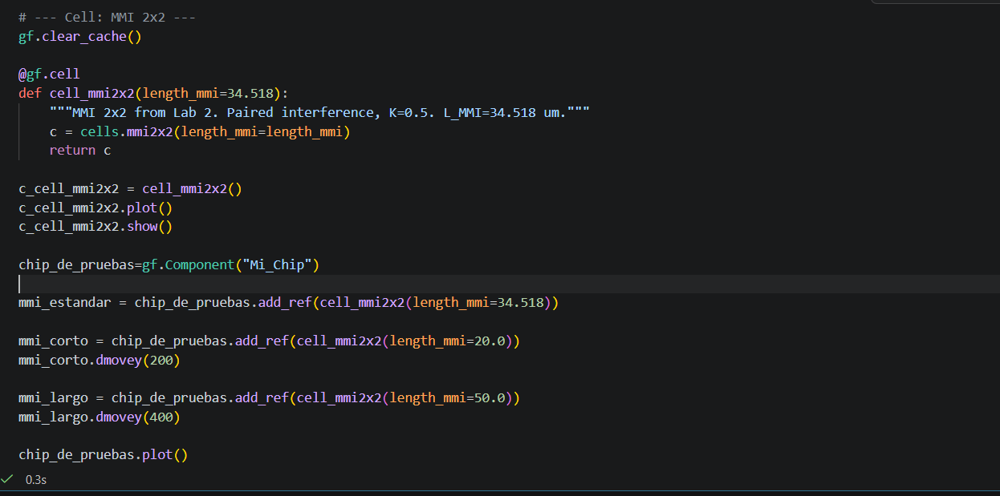 # --- Cell: MMI 2x2 ---
gf.clear_cache()
@gf.cell
def cell_mmi2x2(length_mmi=34.518):
"""MMI 2x2 from Lab 2. Paired interference, K=0.5. L_MMI=34.518 um."""
c = cells.mmi2x2(length_mmi=length_mmi)
return c
c_cell_mmi2x2 = cell_mmi2x2()
c_cell_mmi2x2.plot()
c_cell_mmi2x2.show()
chip_de_pruebas=gf.Component("Mi_Chip")
mmi_estandar = chip_de_pruebas.add_ref(cell_mmi2x2(length_mmi=34.518))
mmi_corto = chip_de_pruebas.add_ref(cell_mmi2x2(length_mmi=20.0))
mmi_corto.dmovey(200)
mmi_largo = chip_de_pruebas.add_ref(cell_mmi2x2(length_mmi=50.0))
mmi_largo.dmovey(400)
chip_de_pruebas.plot()
0.3s